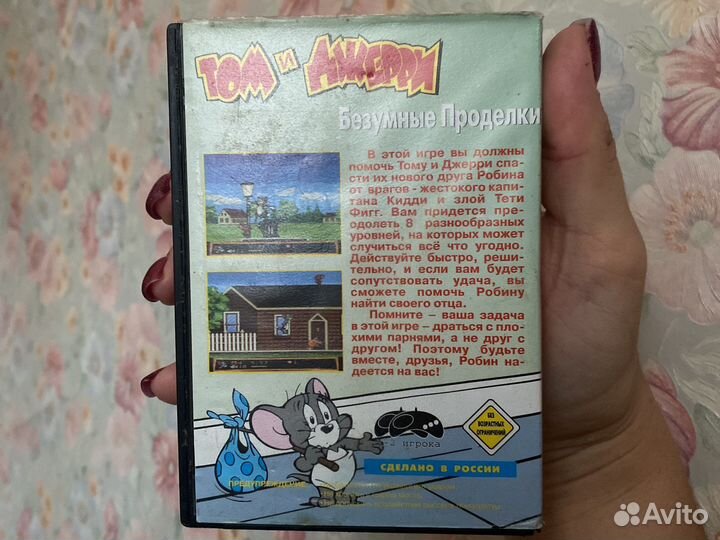 Том и Джерри
Безумные Проделки
В этой игре вы должны
помочь Тому и Джерри спа-
сти их нового друга Робина
от врагов - жестокого капи-
тана Кидди и злой Тети
Фигг. Вам придется пре-
одолеть 8 разнообразных
уровней, на которых может
случиться всё что угодно.
Действуйте быстро, реши-
тельно, и если вам будет
сопутствовать удача, вы
сможете помочь Робину
найти своего отца.
Помните – ваша задача
в этой игре – драться с пло-
хими парнями, а не друг с
другом! Поэтому будьте
вместе, друзья, Робин на-
деется на вас!
БЕЗ
ВОЗРАСТНЫХ
ОГРАНИЧЕНИЙ
игрока
СДЕЛАНО В РОССИИ
ПРЕДУПРЕЖДЕНИЕ
Avito